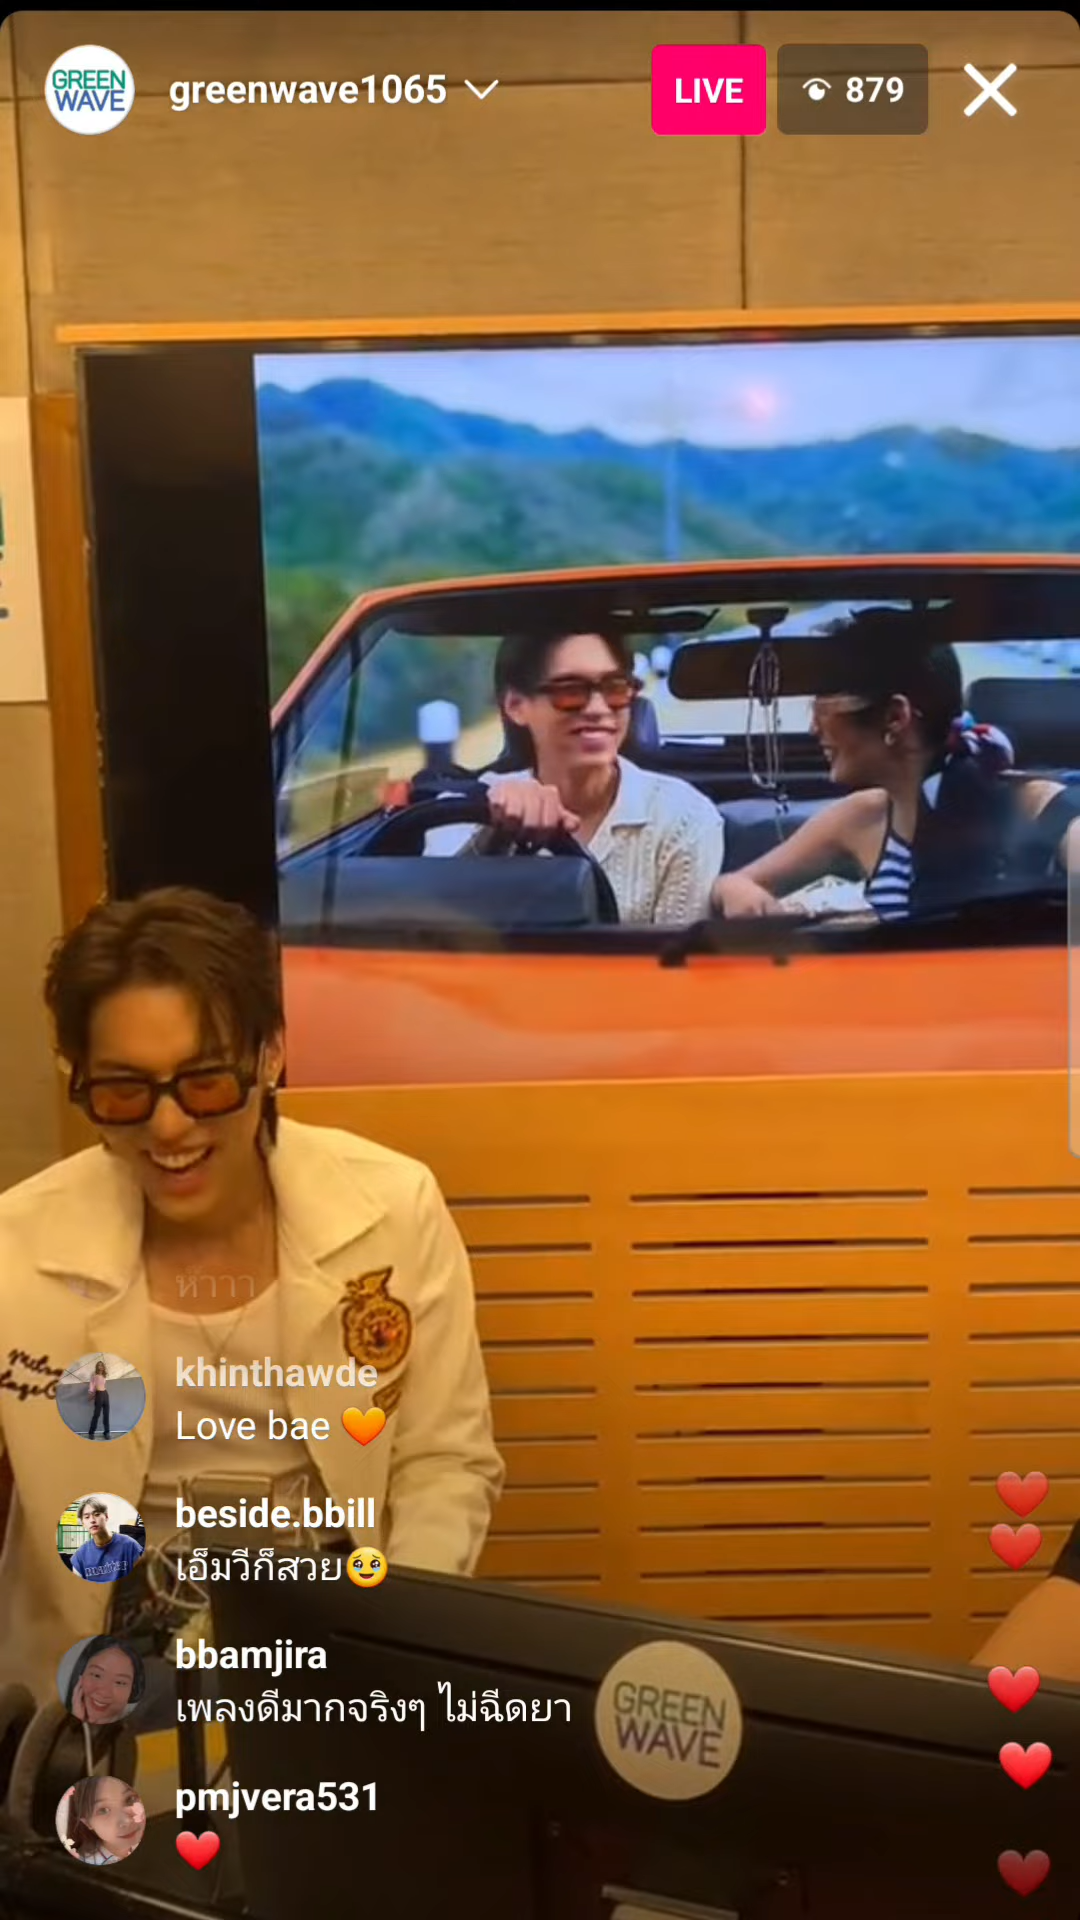 GREEN
WAVE
greenwave1065
LIVE
879
ห้าาา
khinthawde
Love bae 🧡
beside.bbill
เอ็มวีก็สวย🥹
bbamjira
เพลงดีมากจริงๆ ไม่ฉีดยา
pmjvera531
❤️
GREEN
WAVE